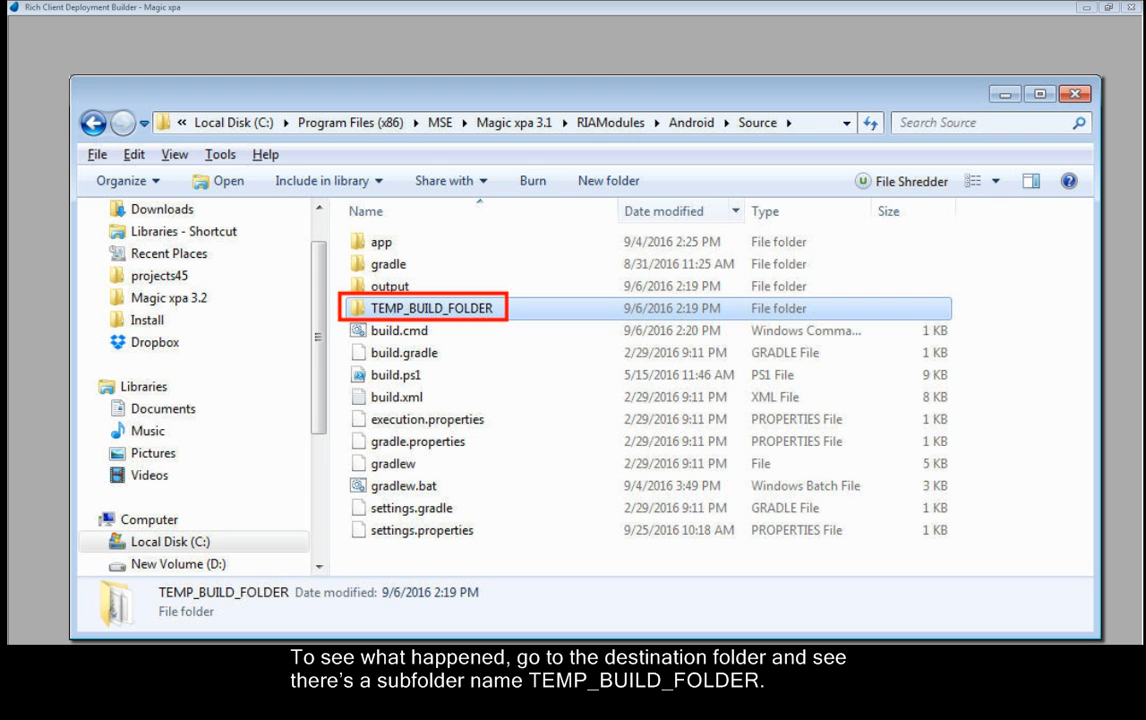 Rich Client Deployment Builder - Magic xpa
« Local Disk (C:) Program Files (x86) MSE Magic xpa 3.1 RIAModules Android Source
Search Source
File Edit View Tools Help
Organize Open Include in library Share with Burn New folder File Shredder
Downloads
Libraries - Shortcut
Recent Places
projects45
Magic xpa 3.2
Install
Dropbox
Libraries
Documents
Music
Pictures
Videos
Computer
Local Disk (C:)
New Volume (D:)
Name Date modified Type Size
app 9/4/2016 2:25 PM File folder
gradle 8/31/2016 11:25 AM File folder
output 9/6/2016 2:19 PM File folder
TEMP_BUILD_FOLDER 9/6/2016 2:19 PM File folder
build.cmd 9/6/2016 2:20 PM Windows Comma... 1 KB
build.gradle 2/29/2016 9:11 PM GRADLE File 1 KB
build.ps1 5/15/2016 11:46 AM PS1 File 9 KB
build.xml 2/29/2016 9:11 PM XML File 8 KB
execution.properties 2/29/2016 9:11 PM PROPERTIES File 1 KB
gradle.properties 2/29/2016 9:11 PM PROPERTIES File 1 KB
gradlew 2/29/2016 9:11 PM File 5 KB
gradlew.bat 9/4/2016 3:49 PM Windows Batch File 3 KB
settings.gradle 2/29/2016 9:11 PM GRADLE File 1 KB
settings.properties 9/25/2016 10:18 AM PROPERTIES File 1 KB
TEMP_BUILD_FOLDER Date modified: 9/6/2016 2:19 PM
File folder
To see what happened, go to the destination folder and see
there's a subfolder name TEMP_BUILD_FOLDER.